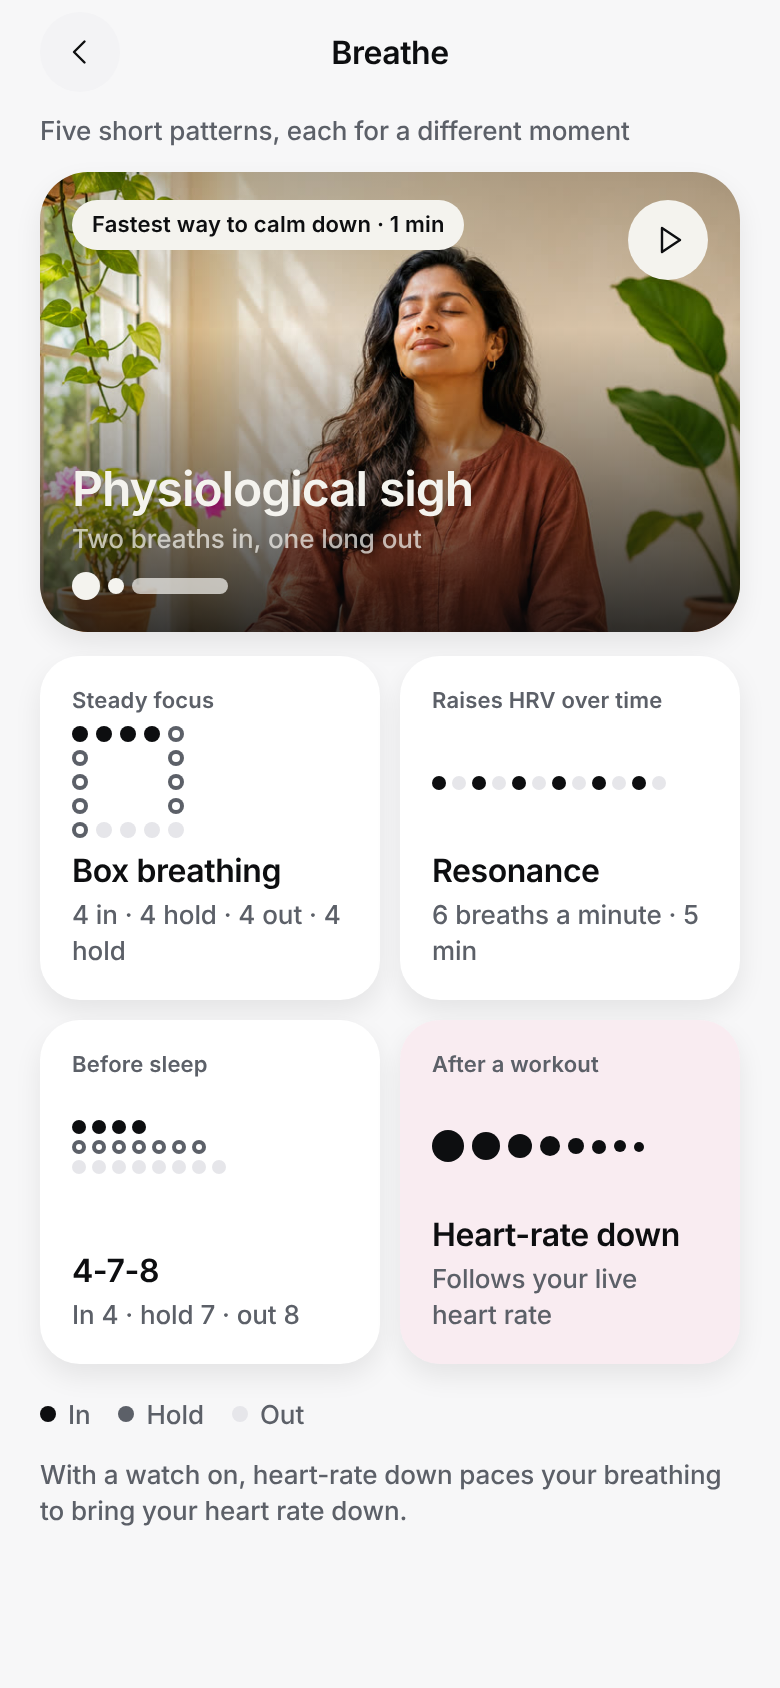 Breathe
Five short patterns, each for a different moment
Fastest way to calm down · 1 min
Physiological sigh
Two breaths in, one long out
Steady focus
Box breathing
4 in · 4 hold · 4 out · 4
hold
Raises HRV over time
Resonance
6 breaths a minute · 5
min
Before sleep
4-7-8
In 4 · hold 7 · out 8
After a workout
Heart-rate down
Follows your live
heart rate
In Hold Out
With a watch on, heart-rate down paces your breathing
to bring your heart rate down.